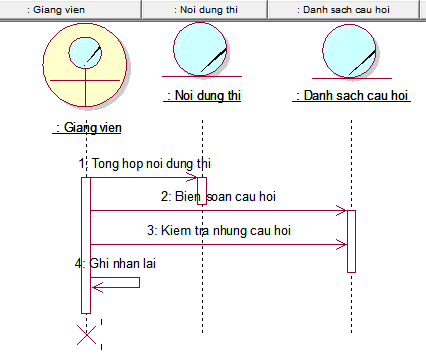 : Giang vien
: Noi dung thi
: Danh sach cau hoi
: Noi dung thi
: Danh sach cau hoi
: Giang vien
1: Tong hop noi dung thi
2: Bien soan cau hoi
3: Kiem tra nhung cau hoi
4: Ghi nhan lai